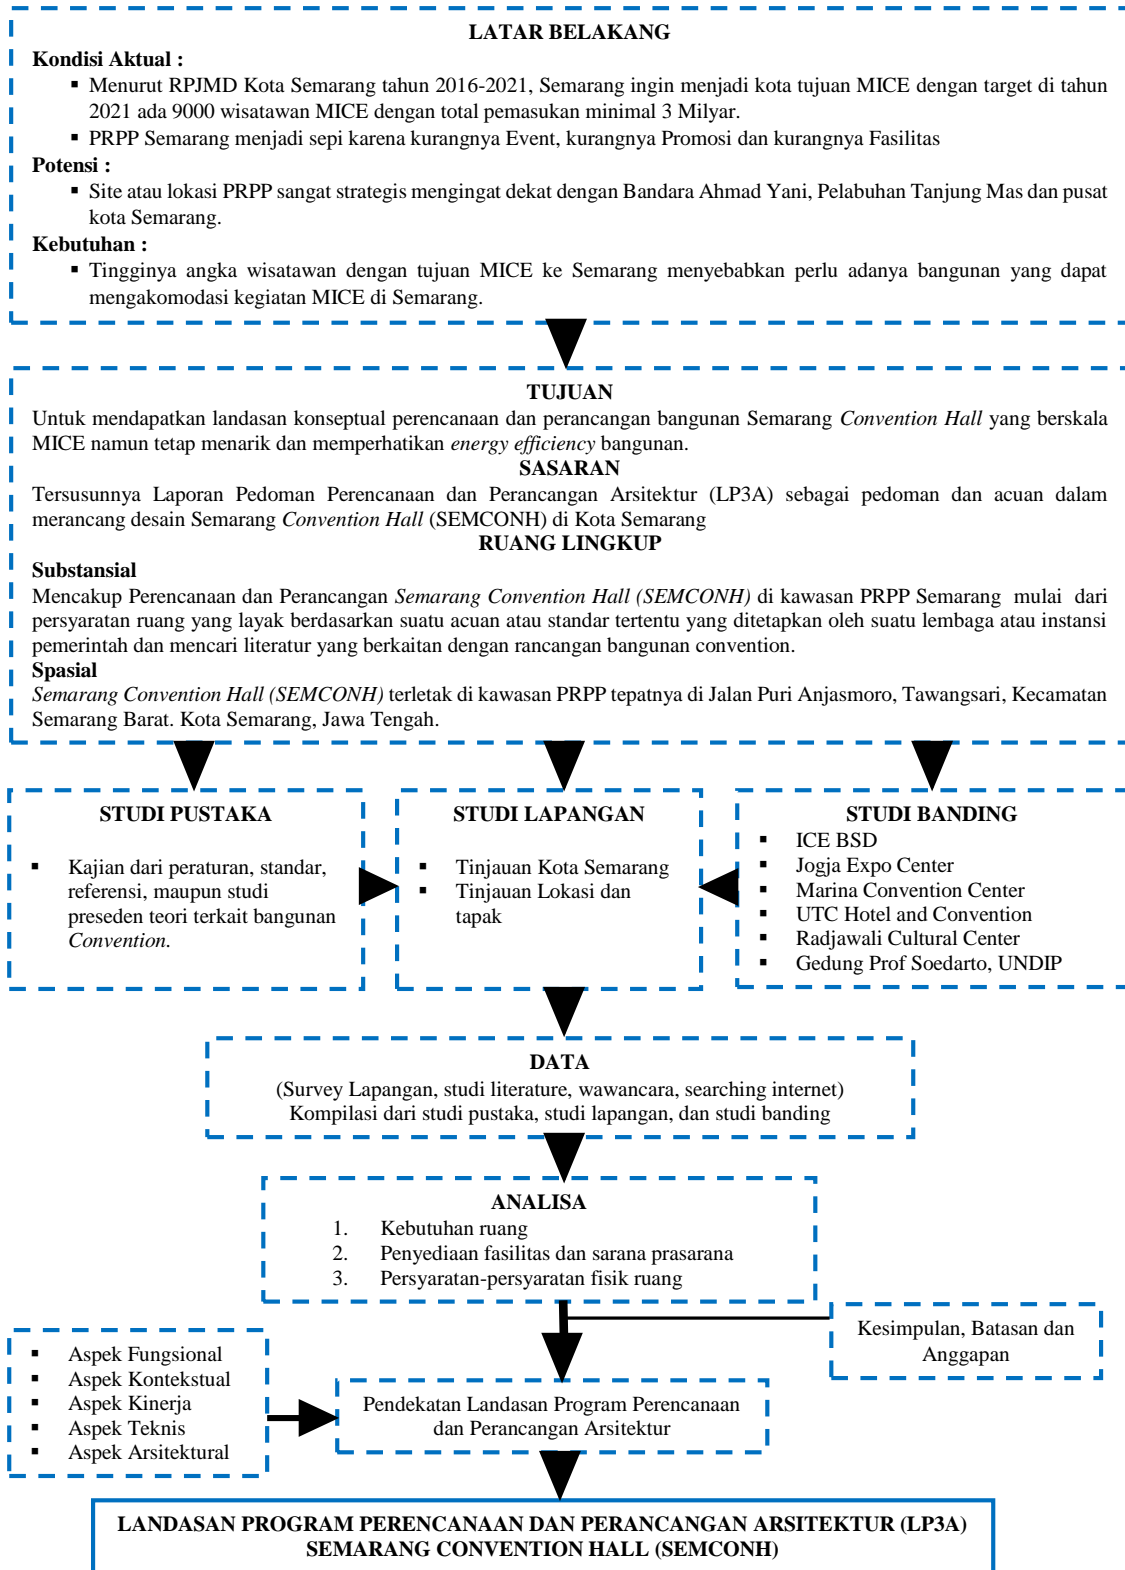 LATAR BELAKANG
Kondisi Aktual :
▪ Menurut RPJMD Kota Semarang tahun 2016-2021, Semarang ingin menjadi kota tujuan MICE dengan target di tahun
2021 ada 9000 wisatawan MICE dengan total pemasukan minimal 3 Milyar.
▪ PRPP Semarang menjadi sepi karena kurangnya Event, kurangnya Promosi dan kurangnya Fasilitas
Potensi :
▪ Site atau lokasi PRPP sangat strategis mengingat dekat dengan Bandara Ahmad Yani, Pelabuhan Tanjung Mas dan pusat
kota Semarang.
Kebutuhan :
▪ Tingginya angka wisatawan dengan tujuan MICE ke Semarang menyebabkan perlu adanya bangunan yang dapat
mengakomodasi kegiatan MICE di Semarang.
TUJUAN
Untuk mendapatkan landasan konseptual perencanaan dan perancangan bangunan Semarang Convention Hall yang berskala
MICE namun tetap menarik dan memperhatikan energy efficiency bangunan.
SASARAN
Tersusunnya Laporan Pedoman Perencanaan dan Perancangan Arsitektur (LP3A) sebagai pedoman dan acuan dalam
merancang desain Semarang Convention Hall (SEMCONH) di Kota Semarang
RUANG LINGKUP
Substansial
Mencakup Perencanaan dan Perancangan Semarang Convention Hall (SEMCONH) di kawasan PRPP Semarang mulai dari
persyaratan ruang yang layak berdasarkan suatu acuan atau standar tertentu yang ditetapkan oleh suatu lembaga atau instansi
pemerintah dan mencari literatur yang berkaitan dengan rancangan bangunan convention.
Spasial
Semarang Convention Hall (SEMCONH) terletak di kawasan PRPP tepatnya di Jalan Puri Anjasmoro, Tawangsari, Kecamatan
Semarang Barat. Kota Semarang, Jawa Tengah.
STUDI PUSTAKA
▪ Kajian dari peraturan, standar,
referensi, maupun studi
preseden teori terkait bangunan
Convention.
STUDI LAPANGAN
▪ Tinjauan Kota Semarang
▪ Tinjauan Lokasi dan
tapak
STUDI BANDING
▪ ICE BSD
▪ Jogja Expo Center
▪ Marina Convention Center
▪ UTC Hotel and Convention
▪ Radjawali Cultural Center
▪ Gedung Prof Soedarto, UNDIP
DATA
(Survey Lapangan, studi literature, wawancara, searching internet)
Kompilasi dari studi pustaka, studi lapangan, dan studi banding
ANALISA
1. Kebutuhan ruang
2. Penyediaan fasilitas dan sarana prasarana
3. Persyaratan-persyaratan fisik ruang
Kesimpulan, Batasan dan
Anggapan
▪ Aspek Fungsional
▪ Aspek Kontekstual
▪ Aspek Kinerja
▪ Aspek Teknis
▪ Aspek Arsitektural
Pendekatan Landasan Program Perencanaan
dan Perancangan Arsitektur
LANDASAN PROGRAM PERENCANAAN DAN PERANCANGAN ARSITEKTUR (LP3A)
SEMARANG CONVENTION HALL (SEMCONH)